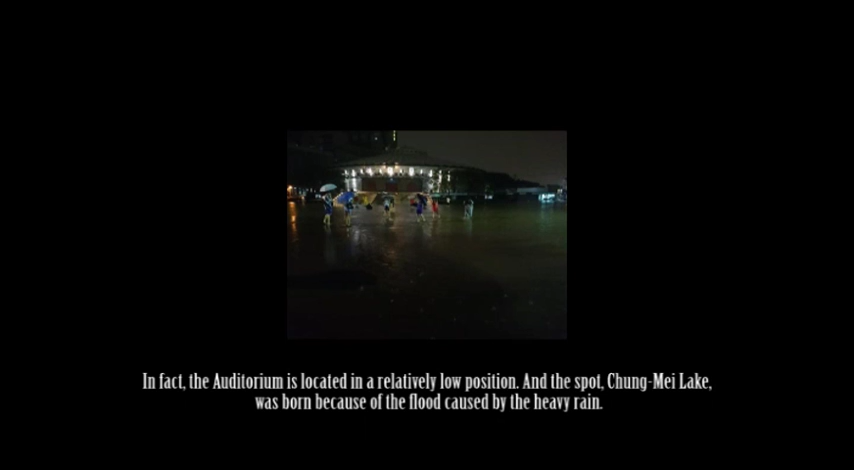 In fact, the Auditorium is located in a relatively low position. And the spot, Chung-Mei Lake,
was born because of the flood caused by the heavy rain.